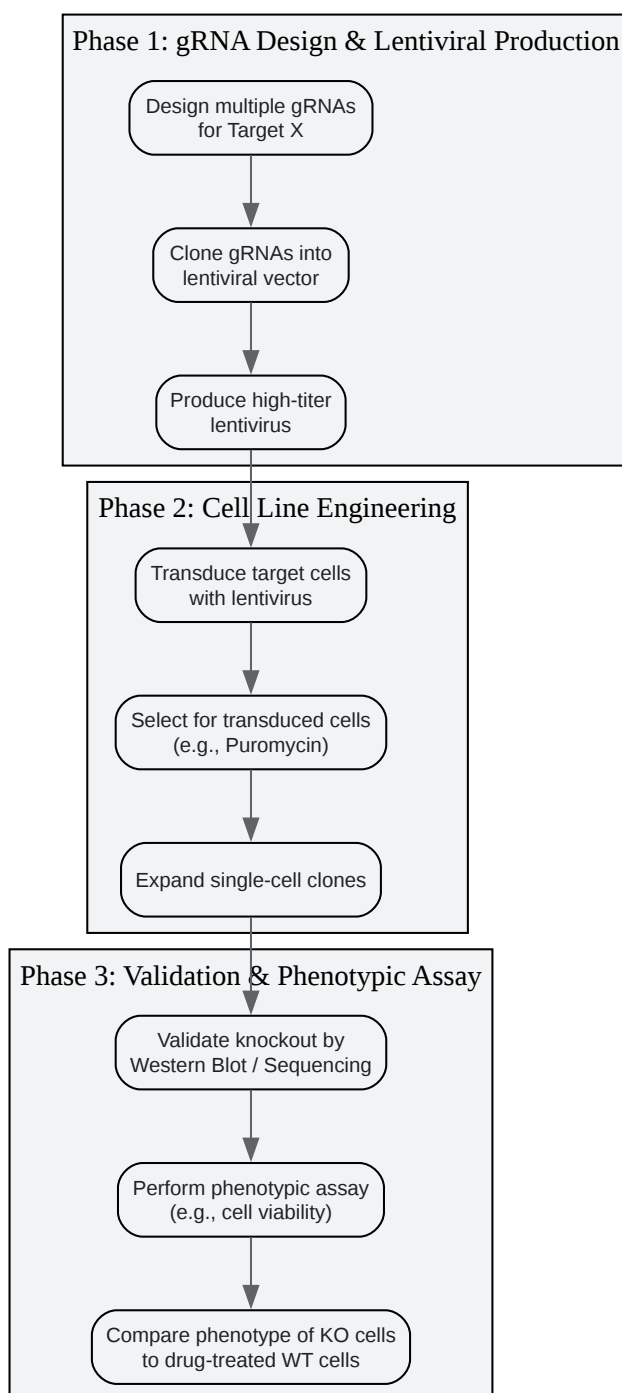 Phase 1: gRNA Design & Lentiviral Production
Design multiple gRNAs
for Target X
Clone gRNAs into
lentiviral vector
Produce high-titer
lentivirus
Phase 2: Cell Line Engineering
Transduce target cells
with lentivirus
Select for transduced cells
(e.g., Puromycin)
Expand single-cell clones
Phase 3: Validation & Phenotypic Assay
Validate knockout by
Western Blot / Sequencing
Perform phenotypic assay
(e.g., cell viability)
Compare phenotype of KO cells
to drug-treated WT cells